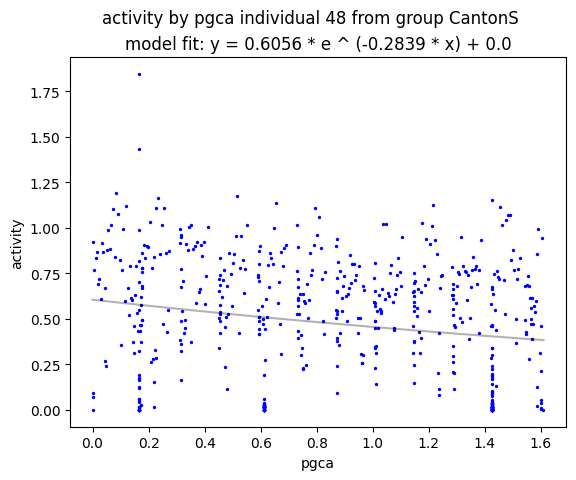 activity by pgca individual 48 from group CantonS
model fit: y = 0.6056 * e ^ (-0.2839 * x) + 0.0
1.75
1.50
1.25
1.00
0.75
0.50
0.25
0.00
activity
0.0 0.2 0.4 0.6 0.8 1.0 1.2 1.4 1.6
pgca